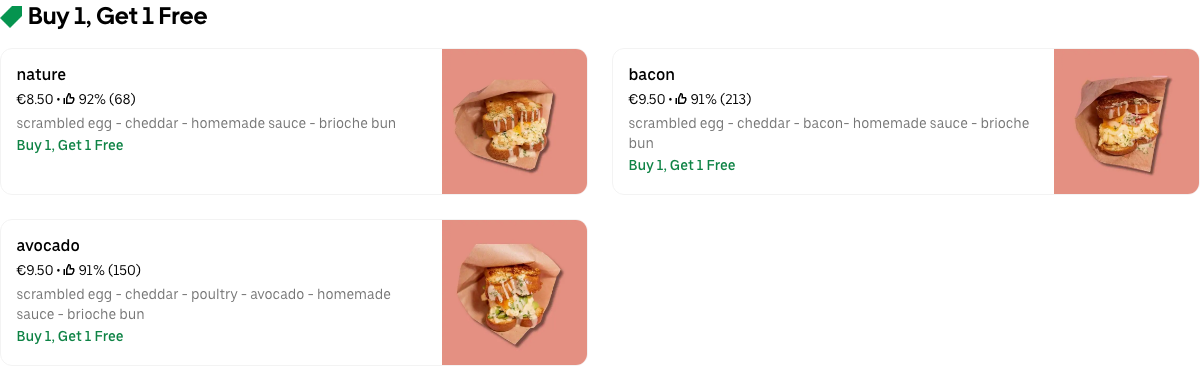 Buy 1, Get 1 Free
nature
€8.50 • 92% (68)
scrambled egg - cheddar - homemade sauce - brioche bun
Buy 1, Get 1 Free
bacon
€9.50 • 91% (213)
scrambled egg - cheddar - bacon- homemade sauce - brioche
bun
Buy 1, Get 1 Free
avocado
€9.50 • 91% (150)
scrambled egg - cheddar - poultry - avocado - homemade
sauce - brioche bun
Buy 1, Get 1 Free